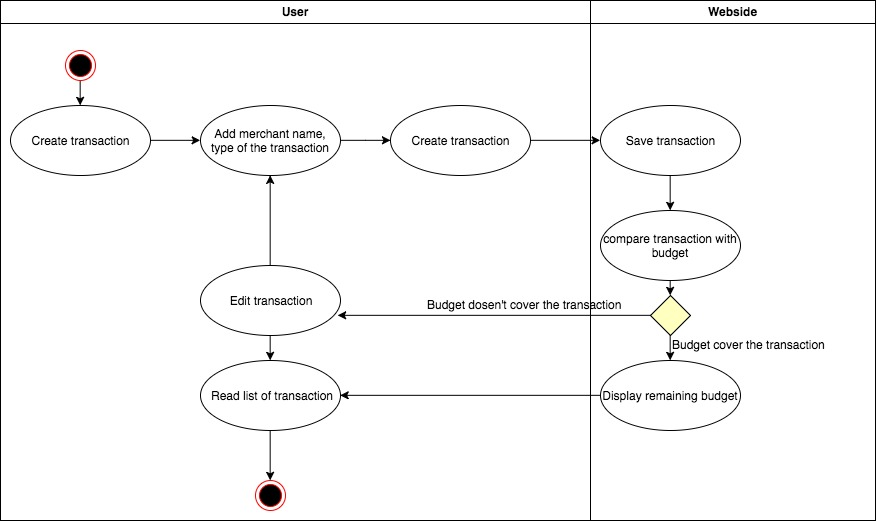 User
Webside
Create transaction
Add merchant name,
type of the transaction
Create transaction
Save transaction
compare transaction with
budget
Edit transaction
Budget dosen't cover the transaction
Budget cover the transaction
Read list of transaction
Display remaining budget